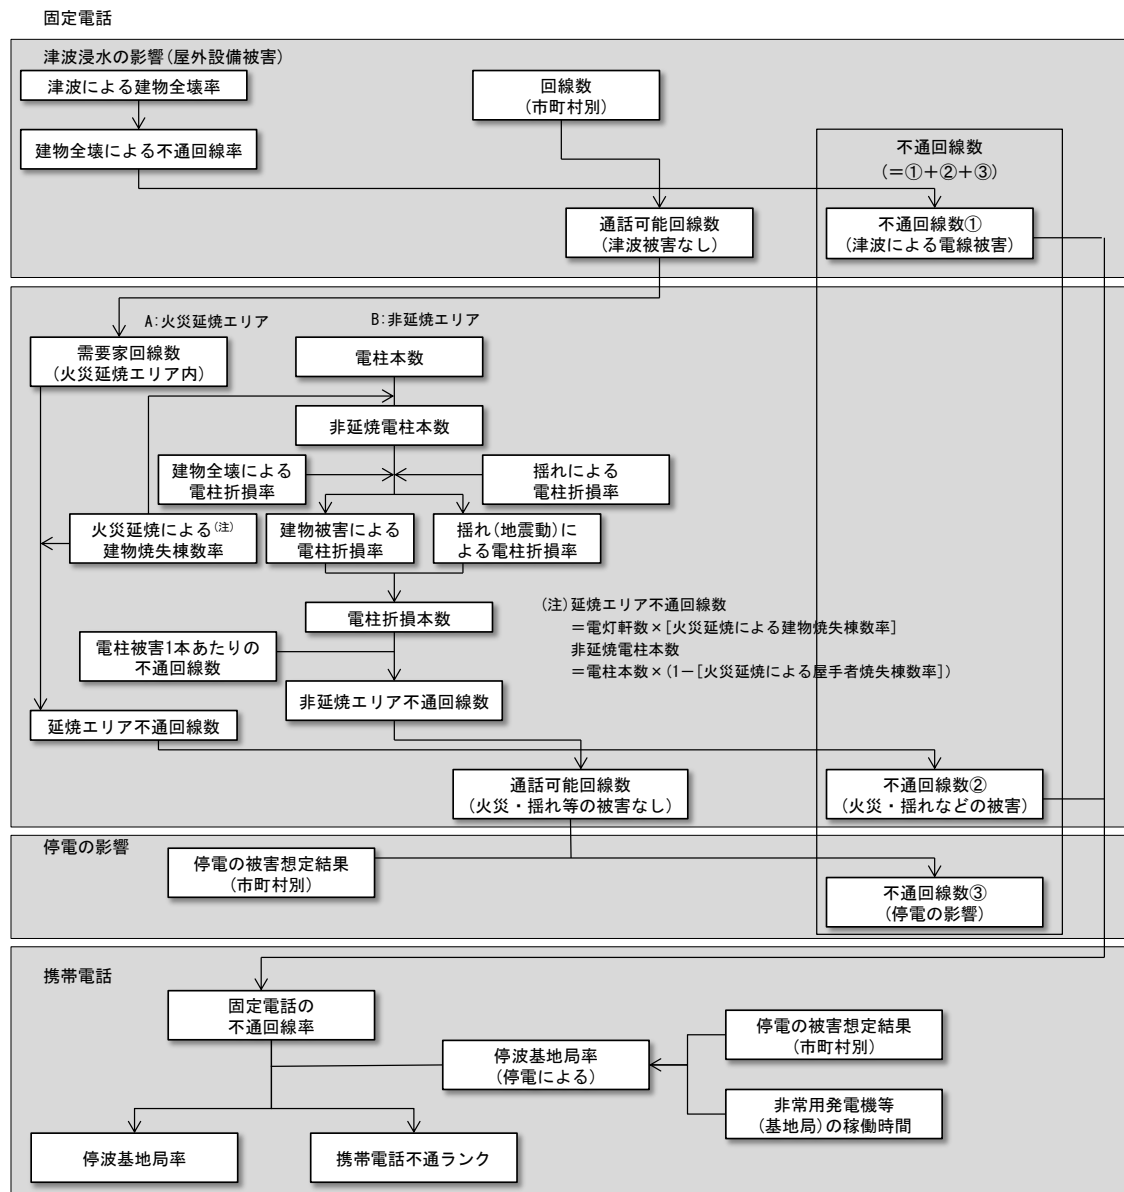 固定電話
津波浸水の影響(屋外設備被害)
津波による建物全壊率
回線数
(市町村別)
建物全壊による不通回線率
不通回線数
(=①+②+③)
通話可能回線数
(津波被害なし)
不通回線数①
(津波による電線被害)
A:火災延焼エリア
B:非延焼エリア
需要家回線数
(火災延焼エリア内)
電柱本数
非延焼電柱本数
建物全壊による
電柱折損率
揺れによる
電柱折損率
火災延焼による(注)
建物焼失棟数率
建物被害による
電柱折損率
揺れ(地震動)に
よる電柱折損率
電柱折損本数
(注)延焼エリア不通回線数
=電灯軒数×[火災延焼による建物焼失棟数率]
非延焼電柱本数
=電柱本数×(1-[火災延焼による屋手者焼失棟数率])
電柱被害1本あたりの
不通回線数
非延焼エリア不通回線数
延焼エリア不通回線数
通話可能回線数
(火災・揺れ等の被害なし)
不通回線数②
(火災・揺れなどの被害)
停電の影響
停電の被害想定結果
(市町村別)
不通回線数③
(停電の影響)
携帯電話
固定電話の
不通回線率
停波基地局率
(停電による)
停電の被害想定結果
(市町村別)
非常用発電機等
(基地局)の稼働時間
停波基地局率
携帯電話不通ランク